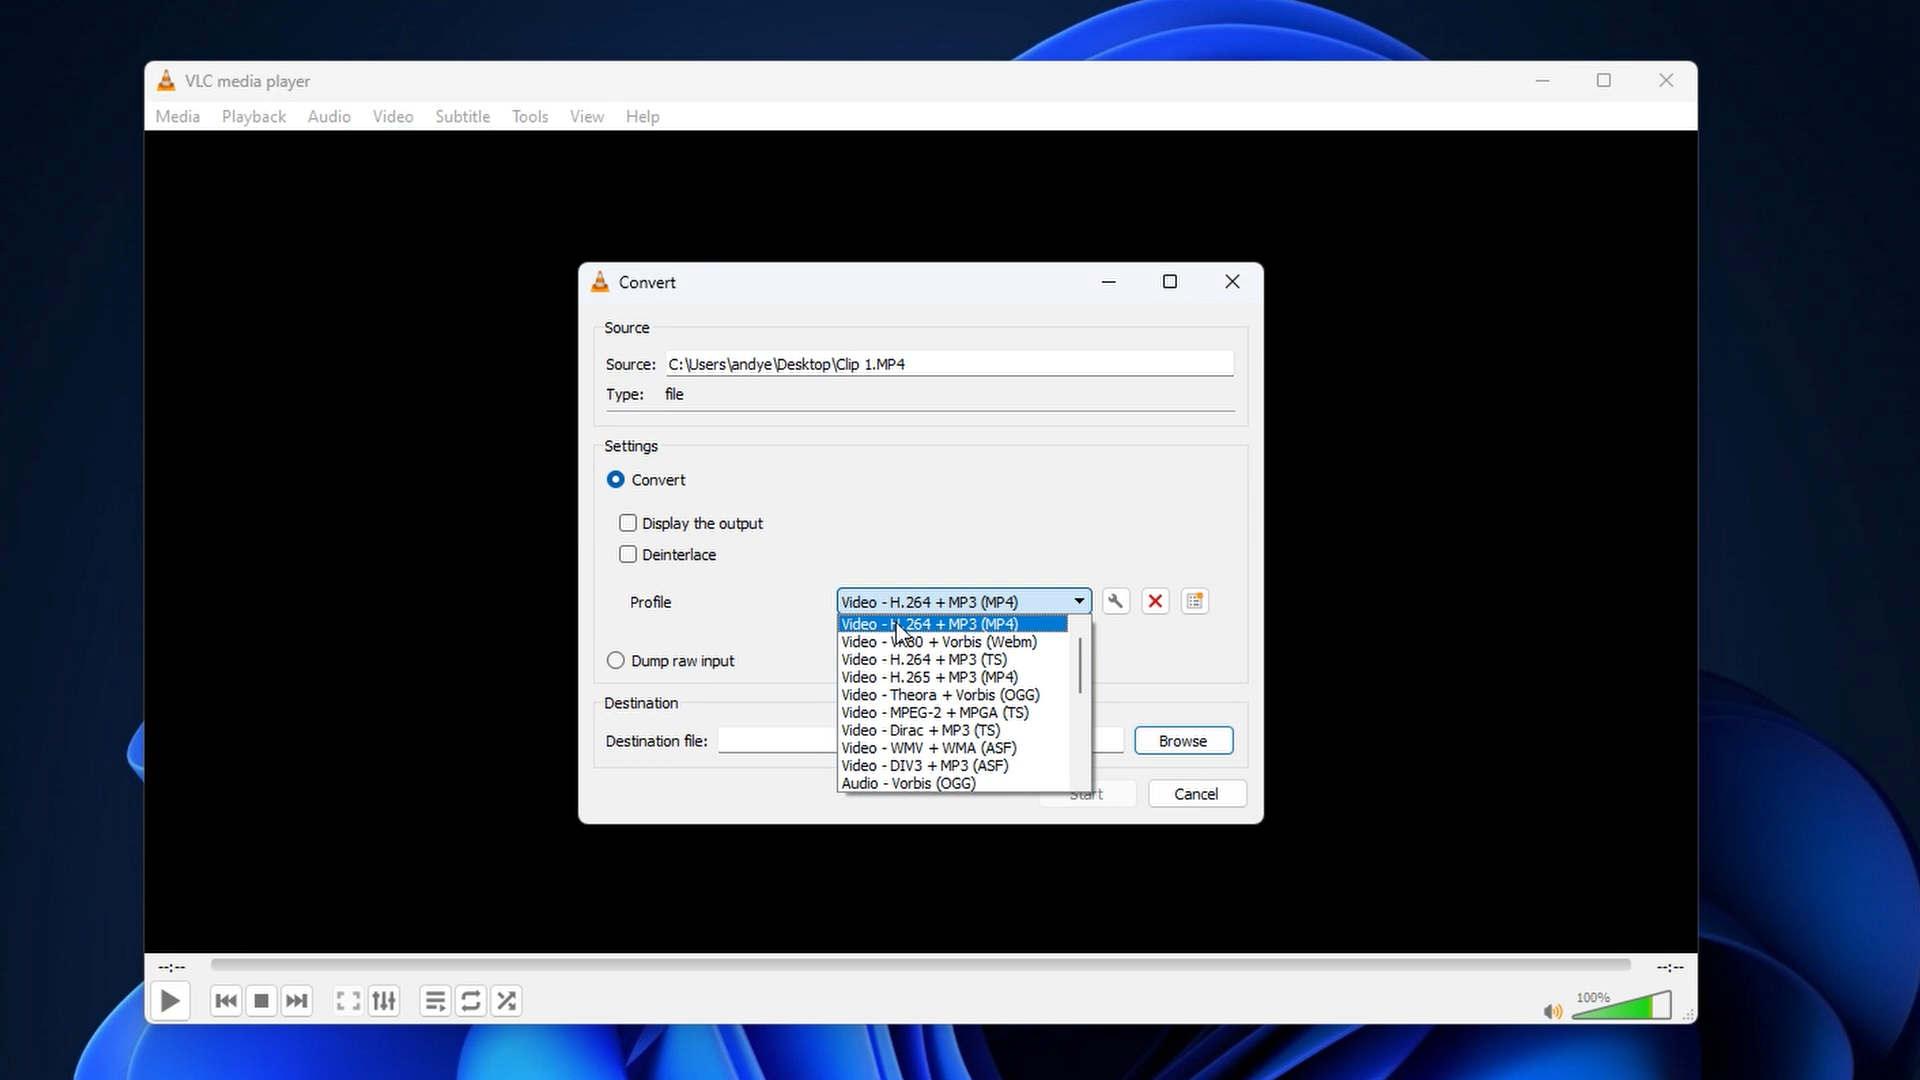 VLC media player
Media Playback Audio Video Subtitle Tools View Help
Convert
Source
Source: C:\Users\andye\Desktop\Clip 1.MP4
Type: file
Settings
Convert
Display the output
Deinterlace
Profile Video - H.264 + MP3 (MP4)
Video - H.264 + MP3 (MP4)
Video - VP80 + Vorbis (Webm)
Video - H.264 + MP3 (TS)
Dump raw input
Video - H.265 + MP3 (MP4)
Video - Theora + Vorbis (OGG)
Destination
Video - MPEG-2 + MPGA (TS)
Video - Dirac + MP3 (TS)
Destination file: Browse
Video - WMV + WMA (ASF)
Video - DIV3 + MP3 (ASF)
Audio - Vorbis (OGG)
Start Cancel
--:-- --:--
100%